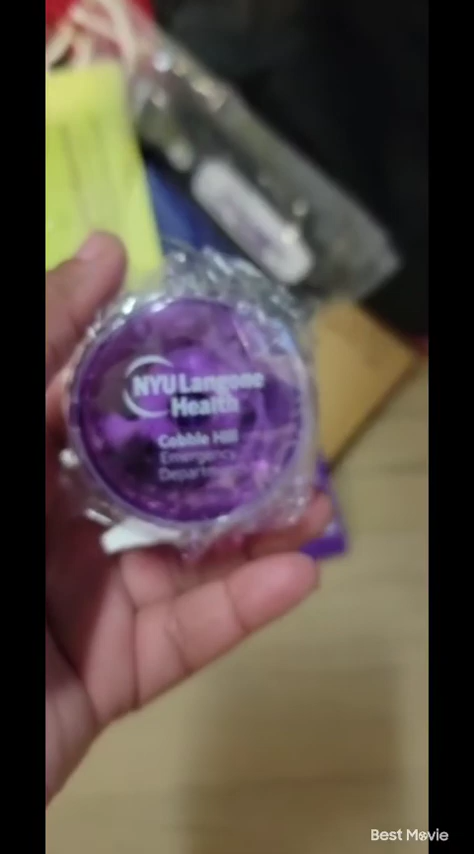 NYU Langone
Health
Cobble Hill
Emergency
Department
Best Movie